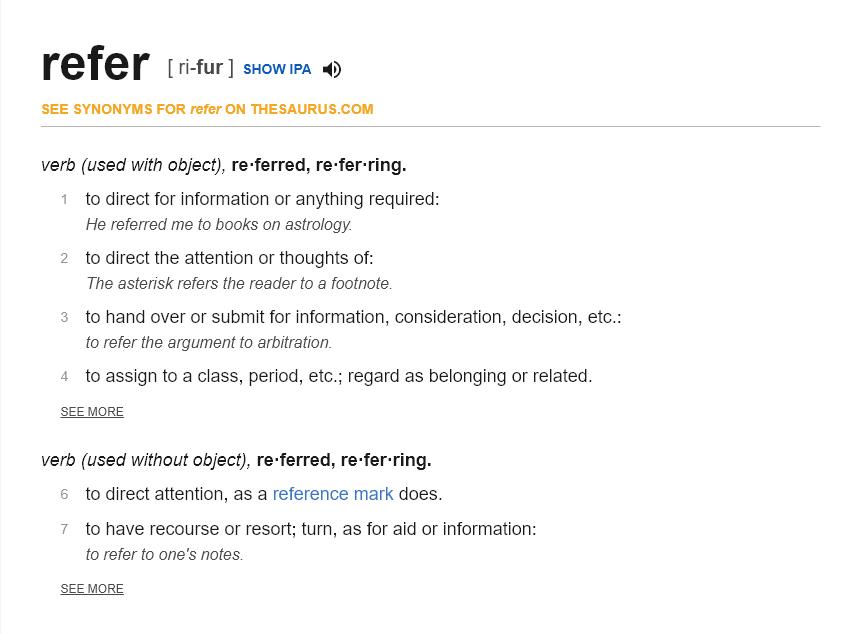 refer [ ri-fur ] SHOW IPA
SEE SYNONYMS FOR refer ON THESAURUS.COM
verb (used with object), re·ferred, re·fer·ring.
1 to direct for information or anything required:
He referred me to books on astrology.
2 to direct the attention or thoughts of:
The asterisk refers the reader to a footnote.
3 to hand over or submit for information, consideration, decision, etc.:
to refer the argument to arbitration.
4 to assign to a class, period, etc.; regard as belonging or related.
SEE MORE
verb (used without object), re·ferred, re·fer·ring.
6 to direct attention, as a reference mark does.
7 to have recourse or resort; turn, as for aid or information:
to refer to one's notes.
SEE MORE